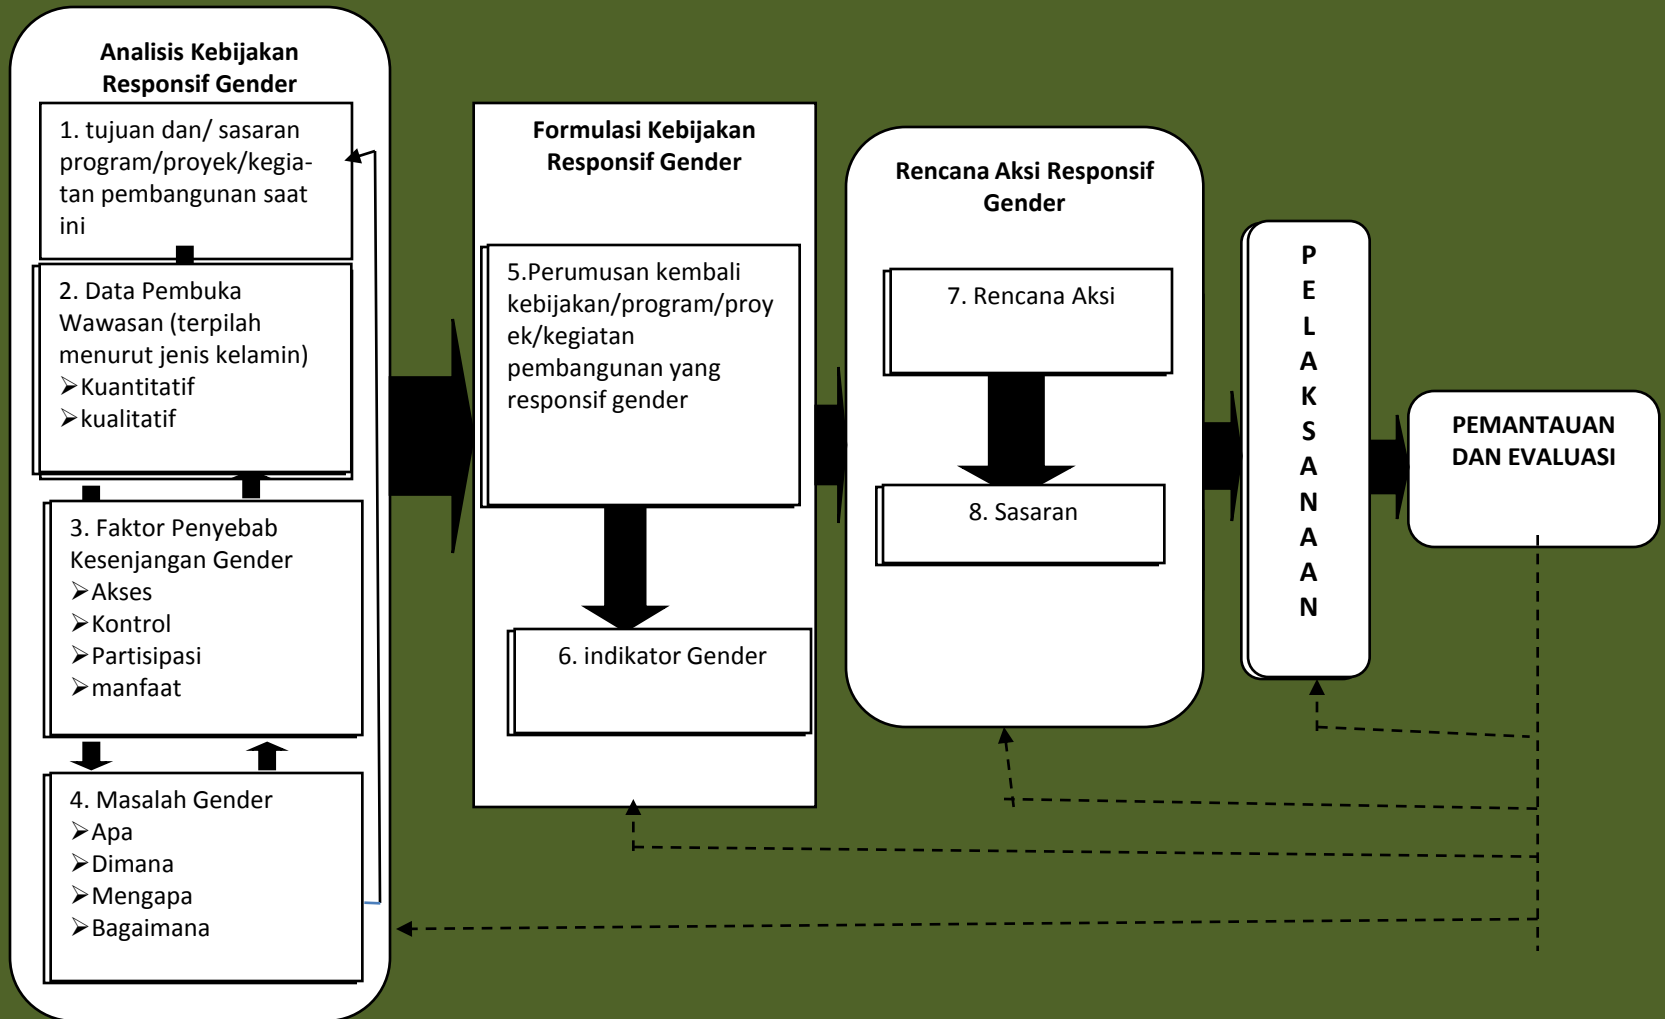 Analisis Kebijakan
Responsif Gender
1. tujuan dan/ sasaran
program/proyek/kegia-
tan pembangunan saat
ini
2. Data Pembuka
Wawasan (terpilah
menurut jenis kelamin)
➢Kuantitatif
➢kualitatif
3. Faktor Penyebab
Kesenjangan Gender
➢Akses
➢Kontrol
➢Partisipasi
➢manfaat
4. Masalah Gender
➢Apa
➢Dimana
➢Mengapa
➢Bagaimana
Formulasi Kebijakan
Responsif Gender
5.Perumusan kembali
kebijakan/program/proy
ek/kegiatan
pembangunan yang
responsif gender
6. indikator Gender
Rencana Aksi Responsif
Gender
7. Rencana Aksi
8. Sasaran
P
E
L
A
K
S
A
N
A
A
N
PEMANTAUAN
DAN EVALUASI